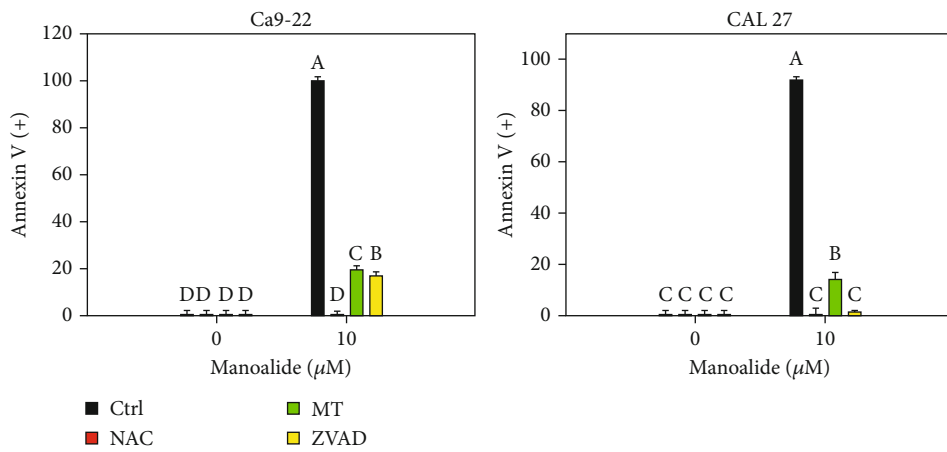 Ca9-22
Annexin V (+)
120
100
80
60
40
20
0
A
D D D D
D
C
B
0
10
Manoalide (μM)
CAL 27
Annexin V (+)
100
80
60
40
20
0
A
C C C C
C
B
C
0
10
Manoalide (μM)
Ctrl
NAC
MT
ZVAD